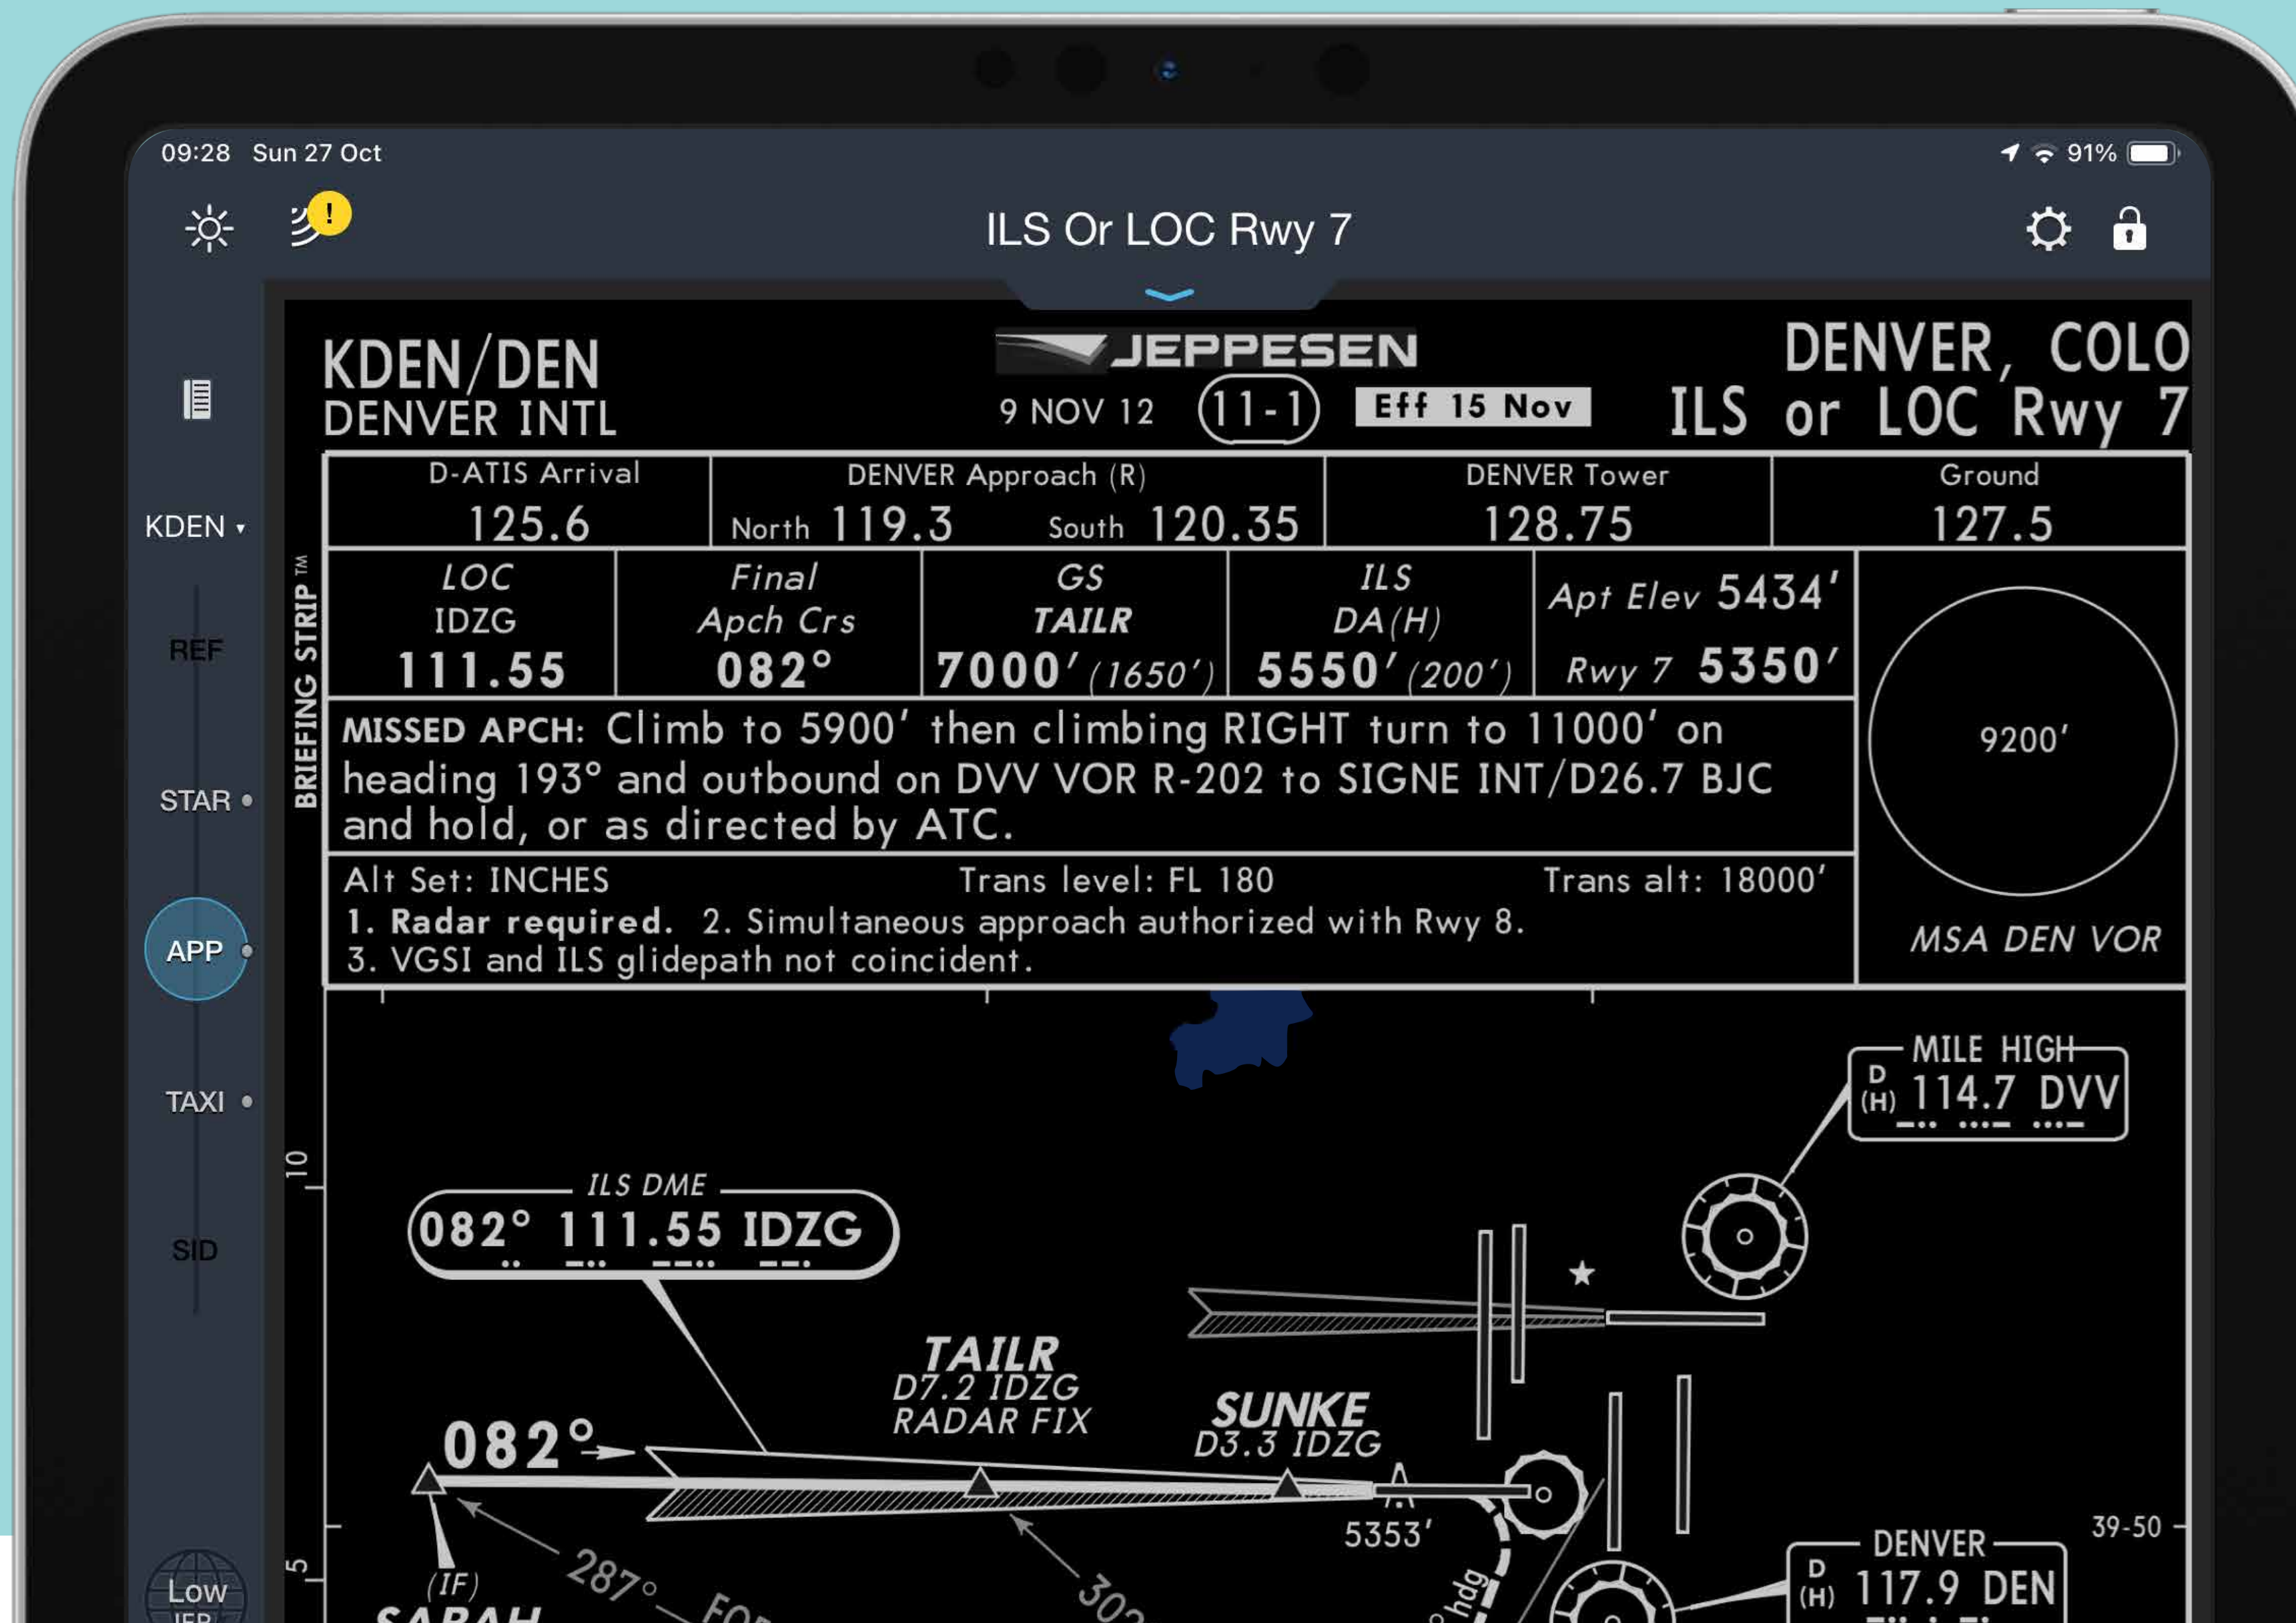 09:28 Sun 27 Oct
91%
!
ILS Or LOC Rwy 7
KDEN
REF
STAR
APP
TAXI
SID
Low
KDEN/DEN
DENVER INTL
JEPPESEN
9 NOV 12 11-1 Eff 15 Nov
DENVER, COLO
ILS or LOC Rwy 7
BRIEFING STRIP™
D-ATIS Arrival
125.6
DENVER Approach (R)
North 119.3 South 120.35
DENVER Tower
128.75
Ground
127.5
LOC
IDZG
111.55
Final
Apch Crs
082°
GS
TAILR
7000' (1650')
ILS
DA(H)
5550' (200')
Apt Elev 5434'
Rwy 7 5350'
MISSED APCH: Climb to 5900' then climbing RIGHT turn to 11000' on
heading 193° and outbound on DVV VOR R-202 to SIGNE INT/D26.7 BJC
and hold, or as directed by ATC.
Alt Set: INCHES Trans level: FL 180 Trans alt: 18000'
1. Radar required. 2. Simultaneous approach authorized with Rwy 8.
3. VGSI and ILS glidepath not coincident.
9200'
MSA DEN VOR
MILE HIGH
D
(H) 114.7 DVV
10
ILS DME
082° 111.55 IDZG
TAILR
D7.2 IDZG
RADAR FIX
SUNKE
D3.3 IDZG
082°
5353'
39-50
5
(IF)
287°
302
hdg
DENVER
D
(H) 117.9 DEN